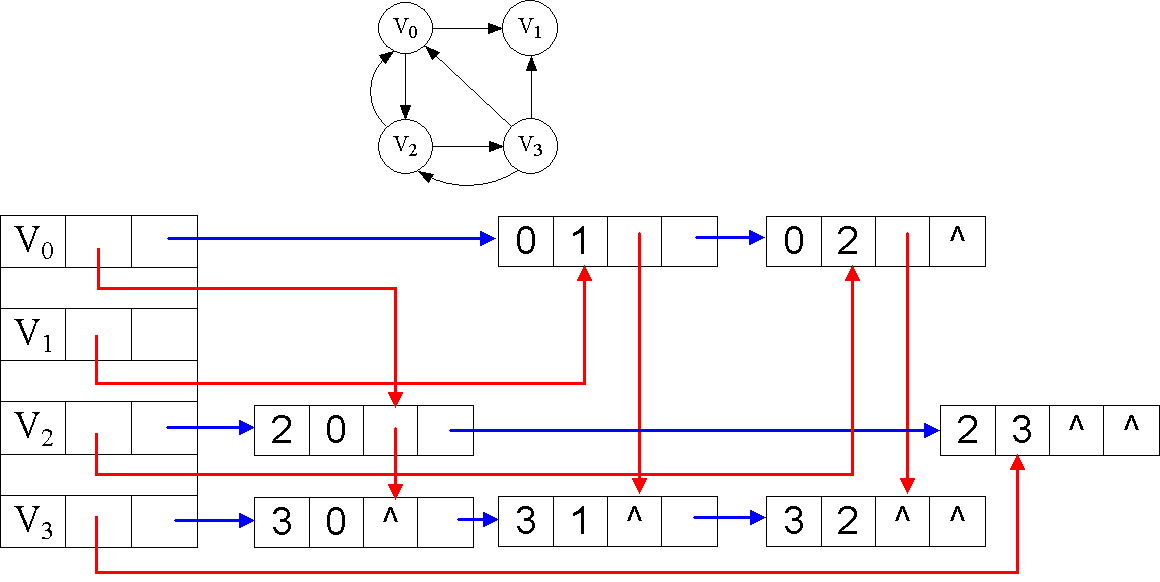 V0 V1
V2 V3
V0 0 1 0 2 ^
V1
V2 2 0 2 3 ^ ^
V3 3 0 ^ 3 1 ^ 3 2 ^ ^